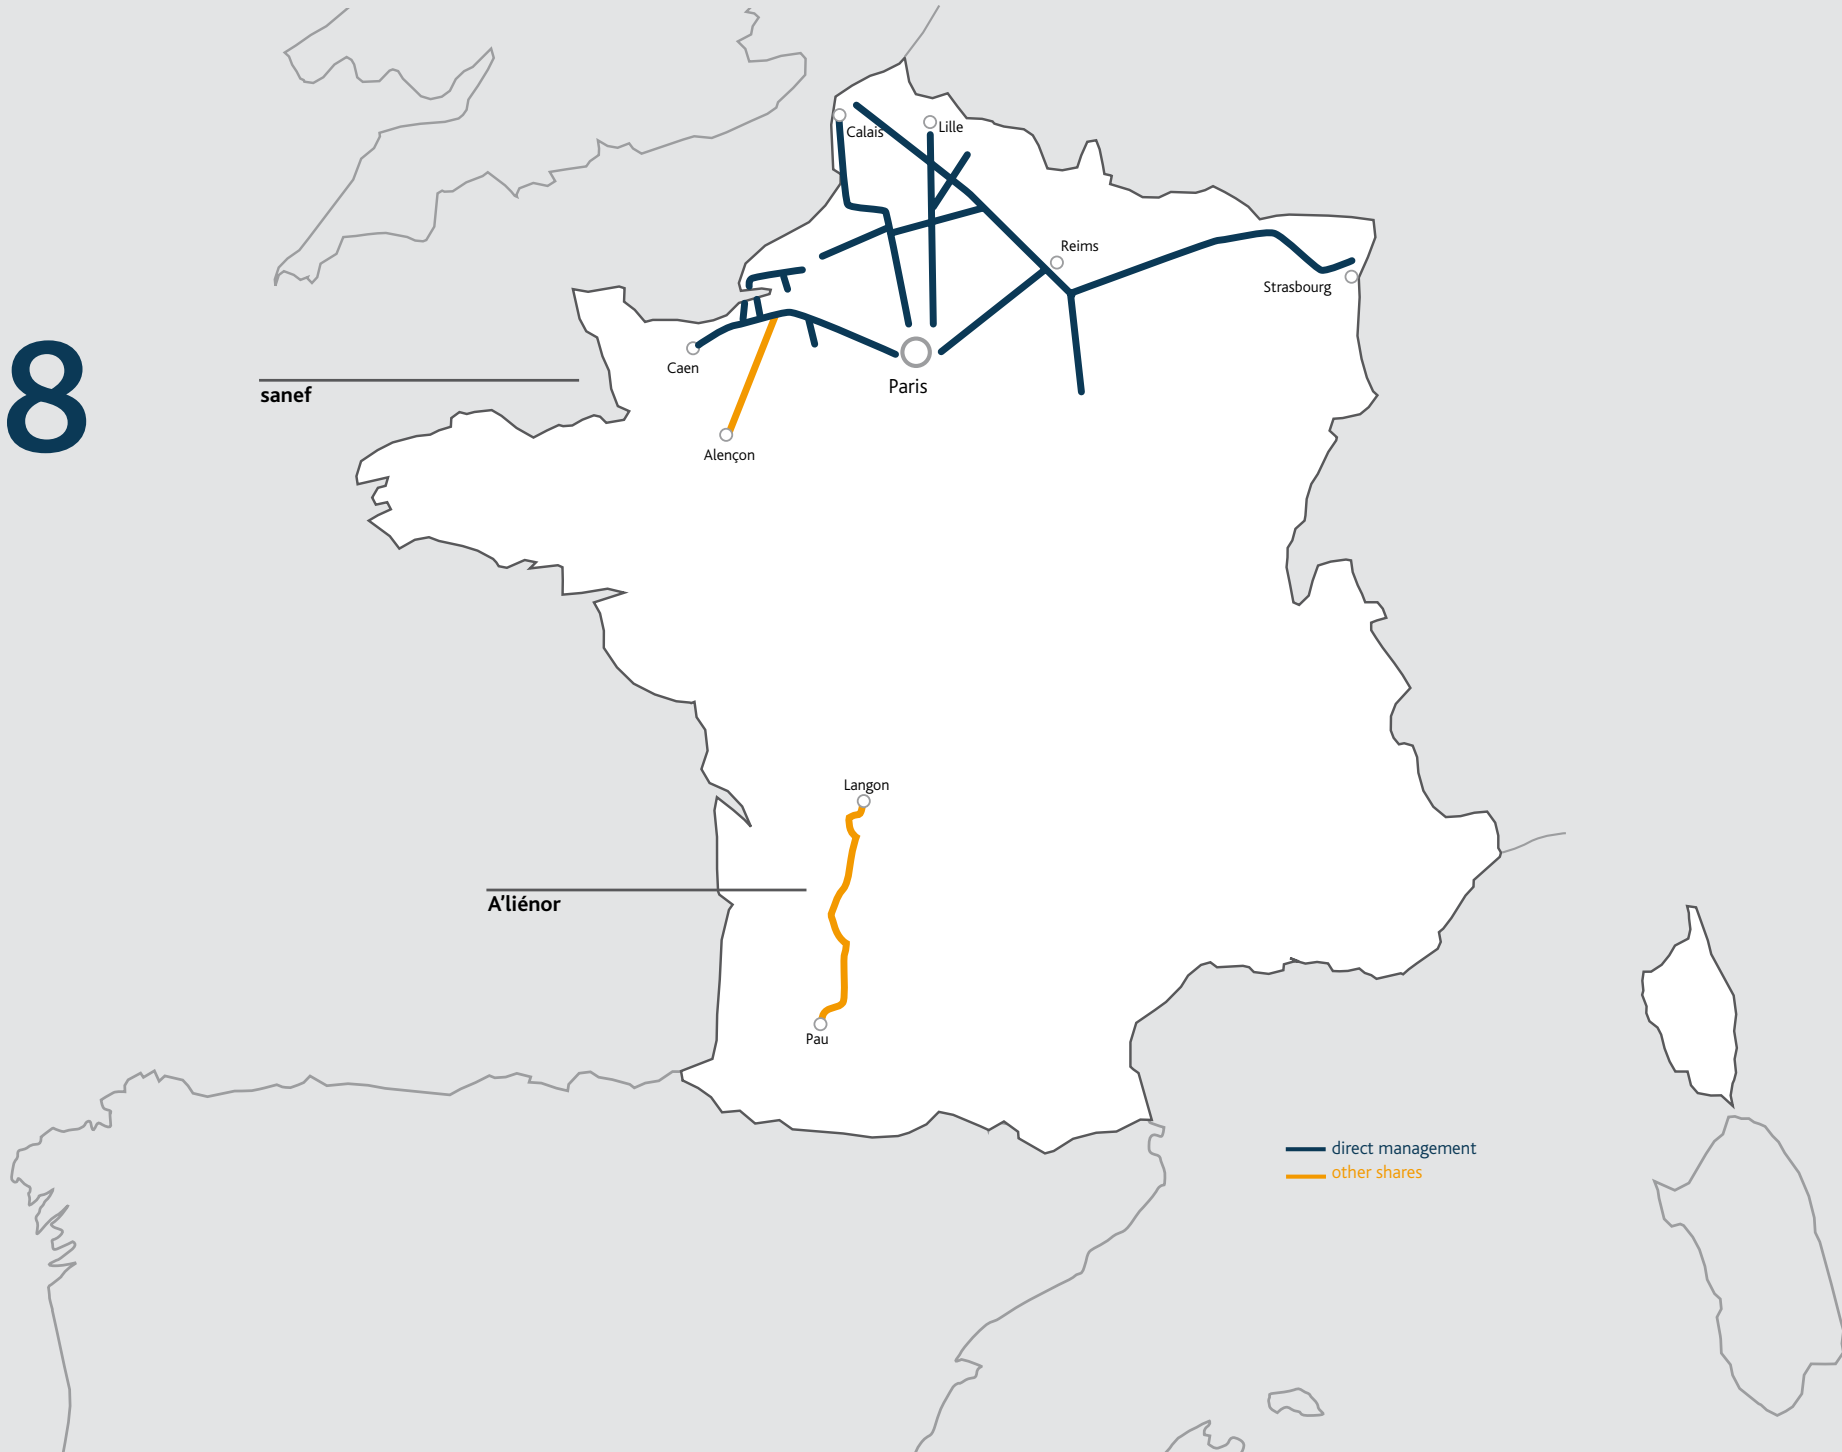 Calais
Lille
Reims
Strasbourg
Caen
Paris
8
sanef
Alençon
Langon
A'liénor
Pau
direct management
other shares